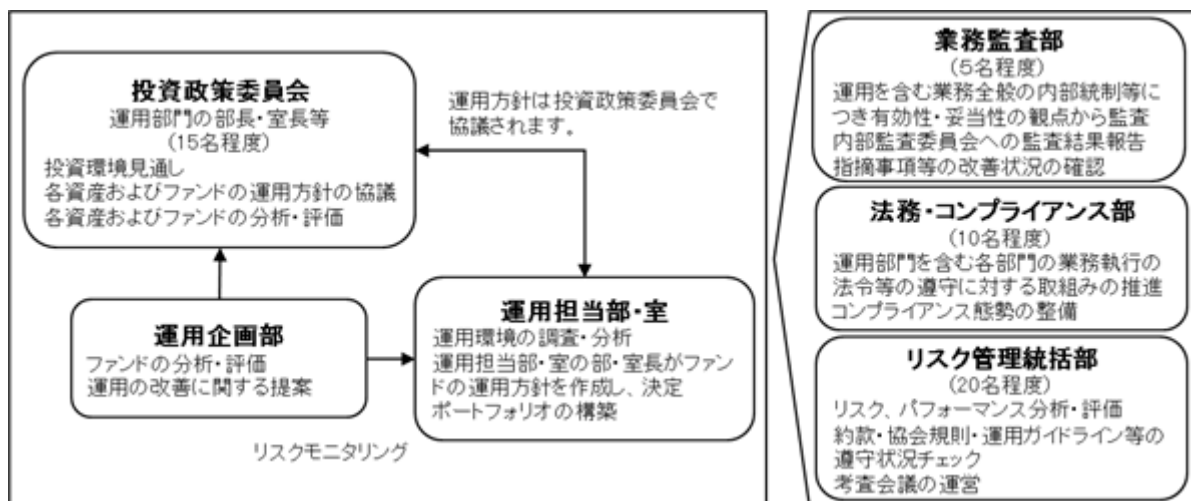 投資政策委員会
運用部門の部長・室長等
(15名程度)
投資環境見通し
各資産およびファンドの運用方針の協議
各資産およびファンドの分析・評価
運用方針は投資政策委員会で
協議されます。
運用企画部
ファンドの分析・評価
運用の改善に関する提案
運用担当部・室
運用環境の調査・分析
運用担当部・室の部・室長がファン
ドの運用方針を作成し、決定
ポートフォリオの構築
リスクモニタリング
業務監査部
(5名程度)
運用を含む業務全般の内部統制等に
つき有効性・妥当性の観点から監査
内部監査委員会への監査結果報告
指摘事項等の改善状況の確認
法務・コンプライアンス部
(10名程度)
運用部門を含む各部門の業務執行の
法令等の遵守に対する取組みの推進
コンプライアンス態勢の整備
リスク管理統括部
(20名程度)
リスク、パフォーマンス分析・評価
約款・協会規則・運用ガイドライン等の
遵守状況チェック
考査会議の運営